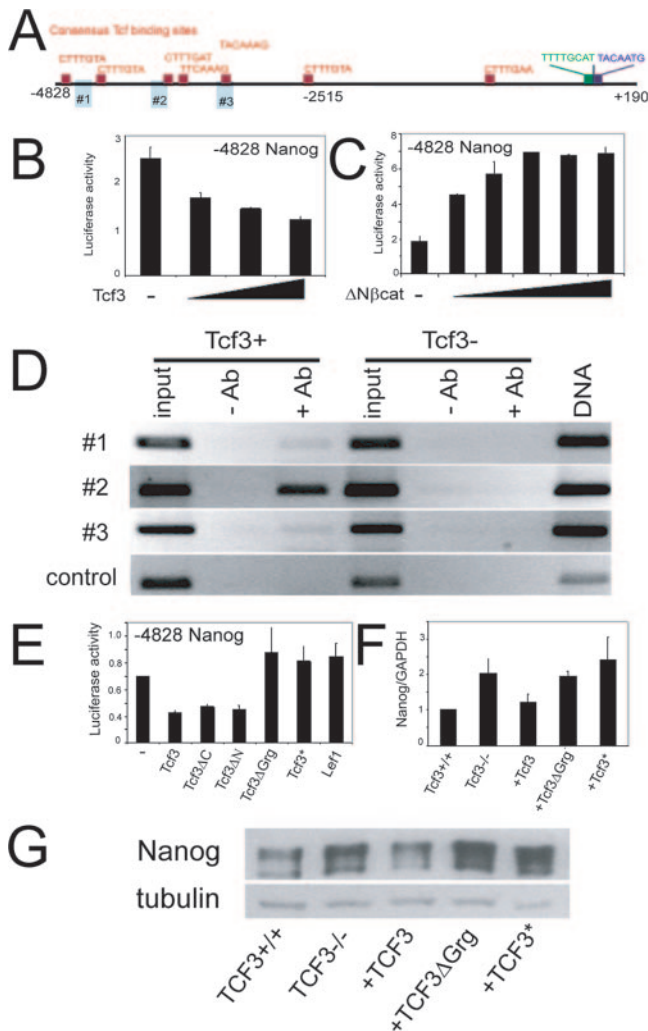 A
Consensus Tcf binding sites
CTTTGTA
CTTTGTA
CTTTGAT
TTCAAAG
TACAAAG
CTTTGTA
CTTTGAA
TTTTGCAT
TACAATG
-4828
#1
#2
#3
-2515
+190
B
-4828 Nanog
Luciferase activity
3
2
1
0
Tcf3
-
C
-4828 Nanog
Luciferase activity
8
6
4
2
0
ΔNβcat
-
D
Tcf3+
Tcf3-
input
- Ab
+ Ab
input
- Ab
+ Ab
DNA
#1
#2
#3
control
E
-4828 Nanog
Luciferase activity
1.0
0.8
0.6
0.4
0
-
Tcf3
Tcf3ΔC
Tcf3ΔN
Tcf3ΔGrg
Tcf3*
Lef1
F
Nanog/GAPDH
3
2
1
0
Tcf3+/+
Tcf3-/-
+Tcf3
+Tcf3ΔGrg
+Tcf3*
G
Nanog
tubulin
TCF3+/+
TCF3-/-
+TCF3
+TCF3ΔGrg
+TCF3*